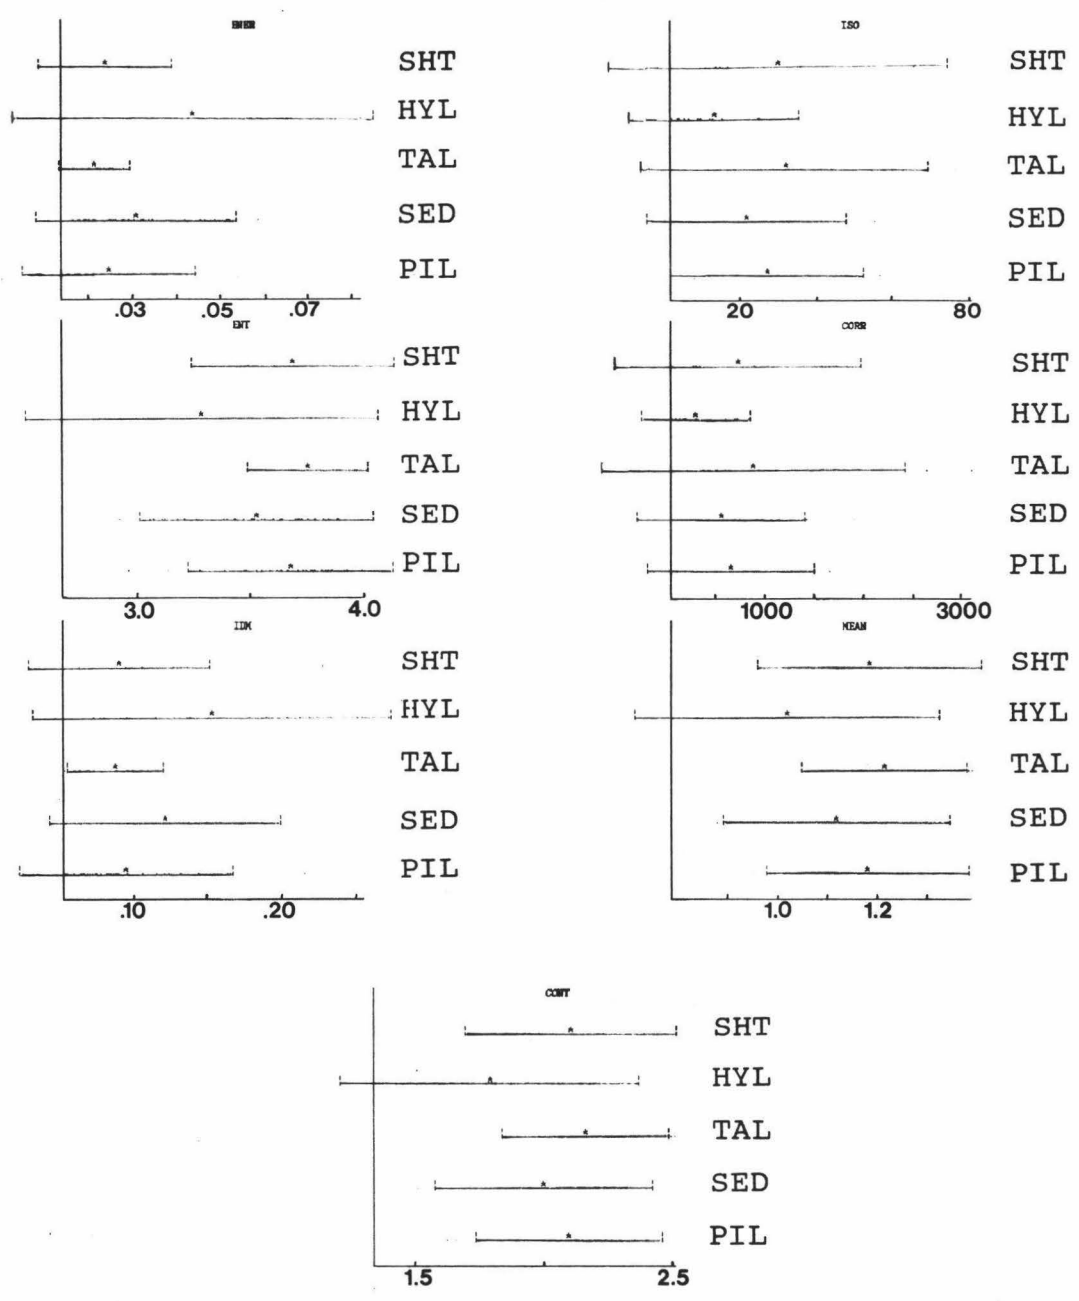 ENER
SHT
HYL
TAL
SED
PIL
.03 .05 .07
ISO
SHT
HYL
TAL
SED
PIL
20 80
ENT
SHT
HYL
TAL
SED
PIL
3.0 4.0
CORR
SHT
HYL
TAL
SED
PIL
1000 3000
IDM
SHT
HYL
TAL
SED
PIL
.10 .20
MEAN
SHT
HYL
TAL
SED
PIL
1.0 1.2
CONT
SHT
HYL
TAL
SED
PIL
1.5 2.5